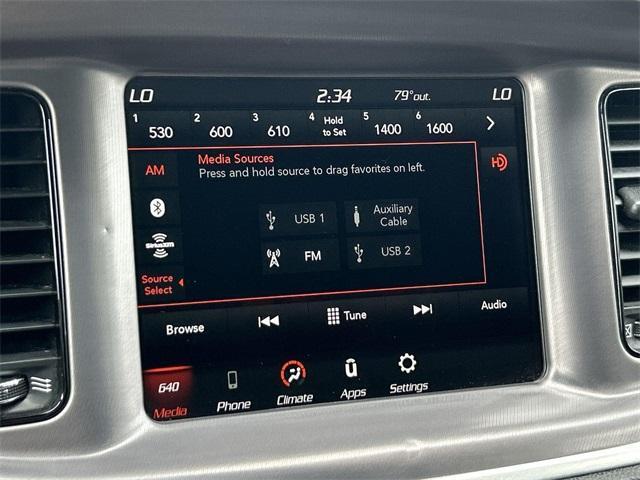 LO 2:34 79°out. LO
1 530 2 600 3 610 4 Hold to Set 5 1400 6 1600
AM
Media Sources
Press and hold source to drag favorites on left.
HD
USB 1
Auxiliary
Cable
SiriusXM
FM
USB 2
Source
Select
Browse
Tune
Audio
640
Media
Phone
Climate
Apps
Settings